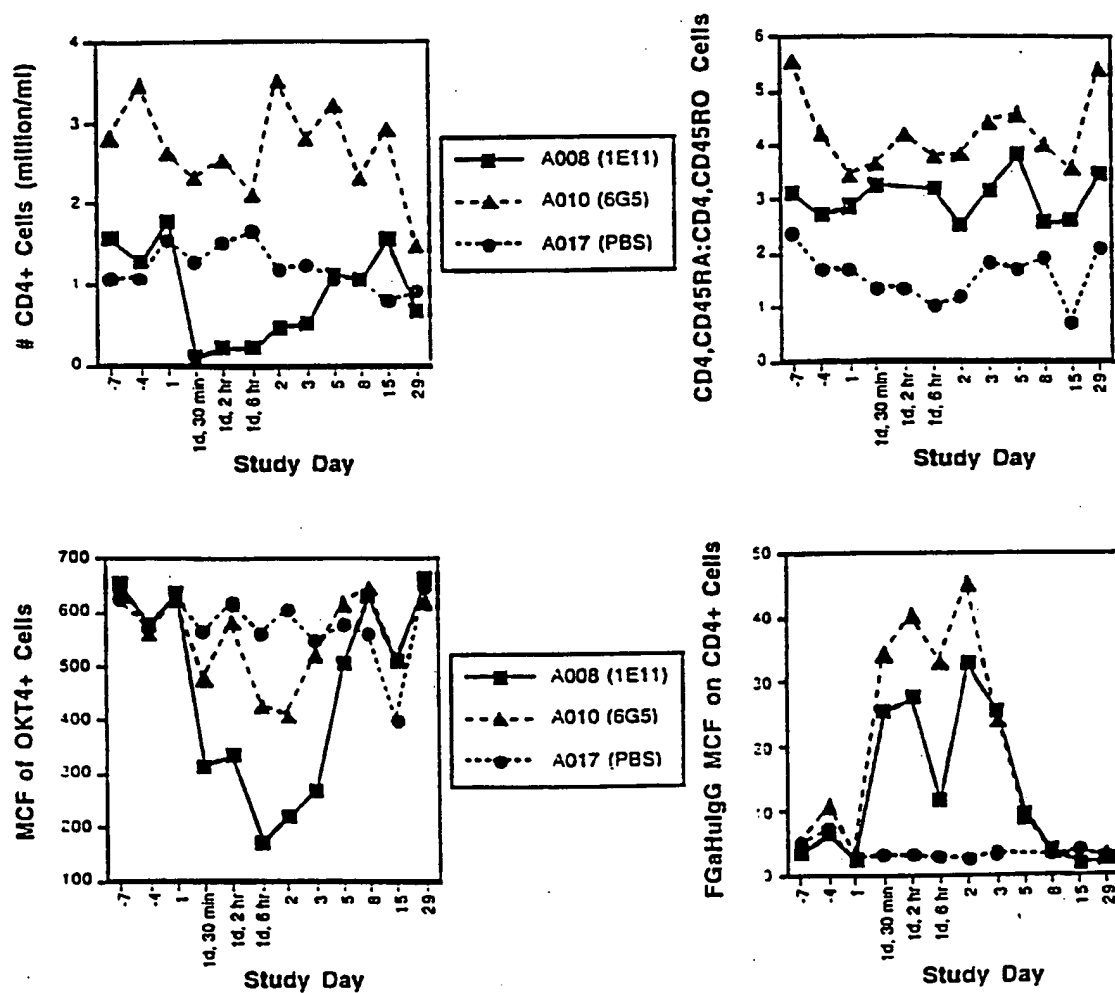 # CD4+ Cells (million/ml)
4
3
2
1
0
-7
-4
1
1d, 30 min
1d, 2 hr
1d, 6 hr
2
3
5
8
15
29
Study Day
A008 (1E11)
A010 (6G5)
A017 (PBS)
CD4,CD45RA:CD4,CD45RO Cells
6
5
4
3
2
1
0
-7
-4
1
1d, 30 min
1d, 2 hr
1d, 6 hr
2
3
5
8
15
29
Study Day
MCF of OKT4+ Cells
700
600
500
400
300
200
100
-7
-4
1
1d, 30 min
1d, 2 hr
1d, 6 hr
2
3
5
8
15
29
Study Day
A008 (1E11)
A010 (6G5)
A017 (PBS)
FGaHuIgG MCF on CD4+ Cells
50
40
30
20
10
0
-7
-4
1
1d, 30 min
1d, 2 hr
1d, 6 hr
2
3
5
8
15
29
Study Day